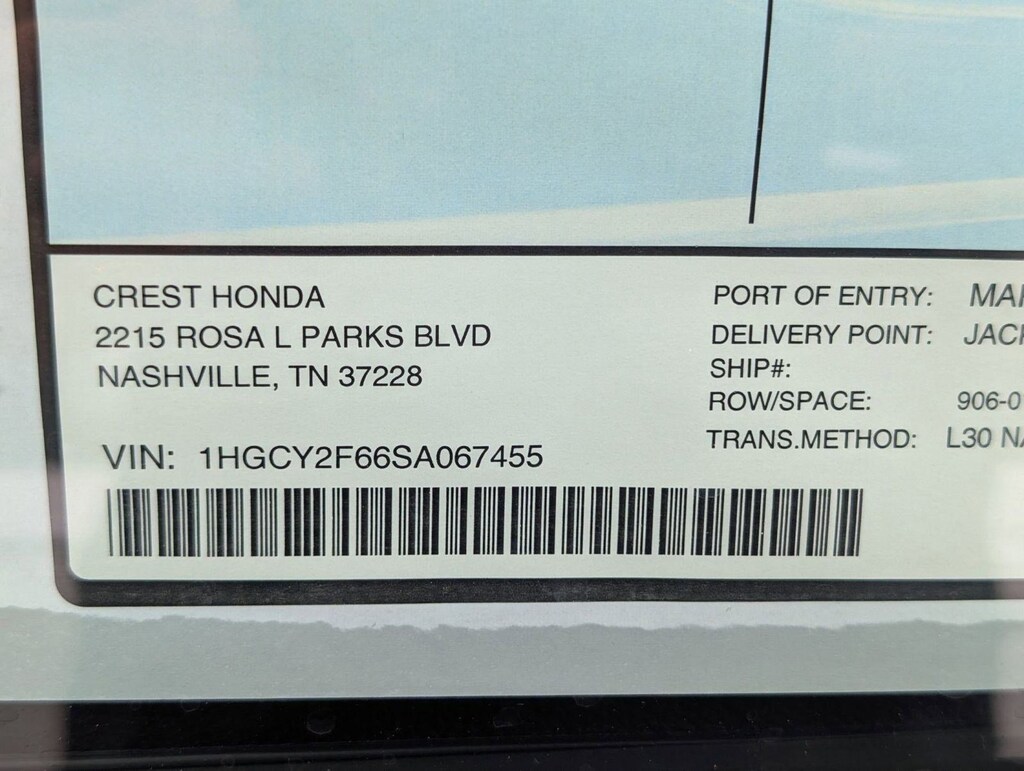 CREST HONDA
2215 ROSA L PARKS BLVD
NASHVILLE, TN 37228
VIN: 1HGCY2F66SA067455
PORT OF ENTRY:
DELIVERY POINT:
SHIP#:
ROW/SPACE:
TRANS.METHOD: L30